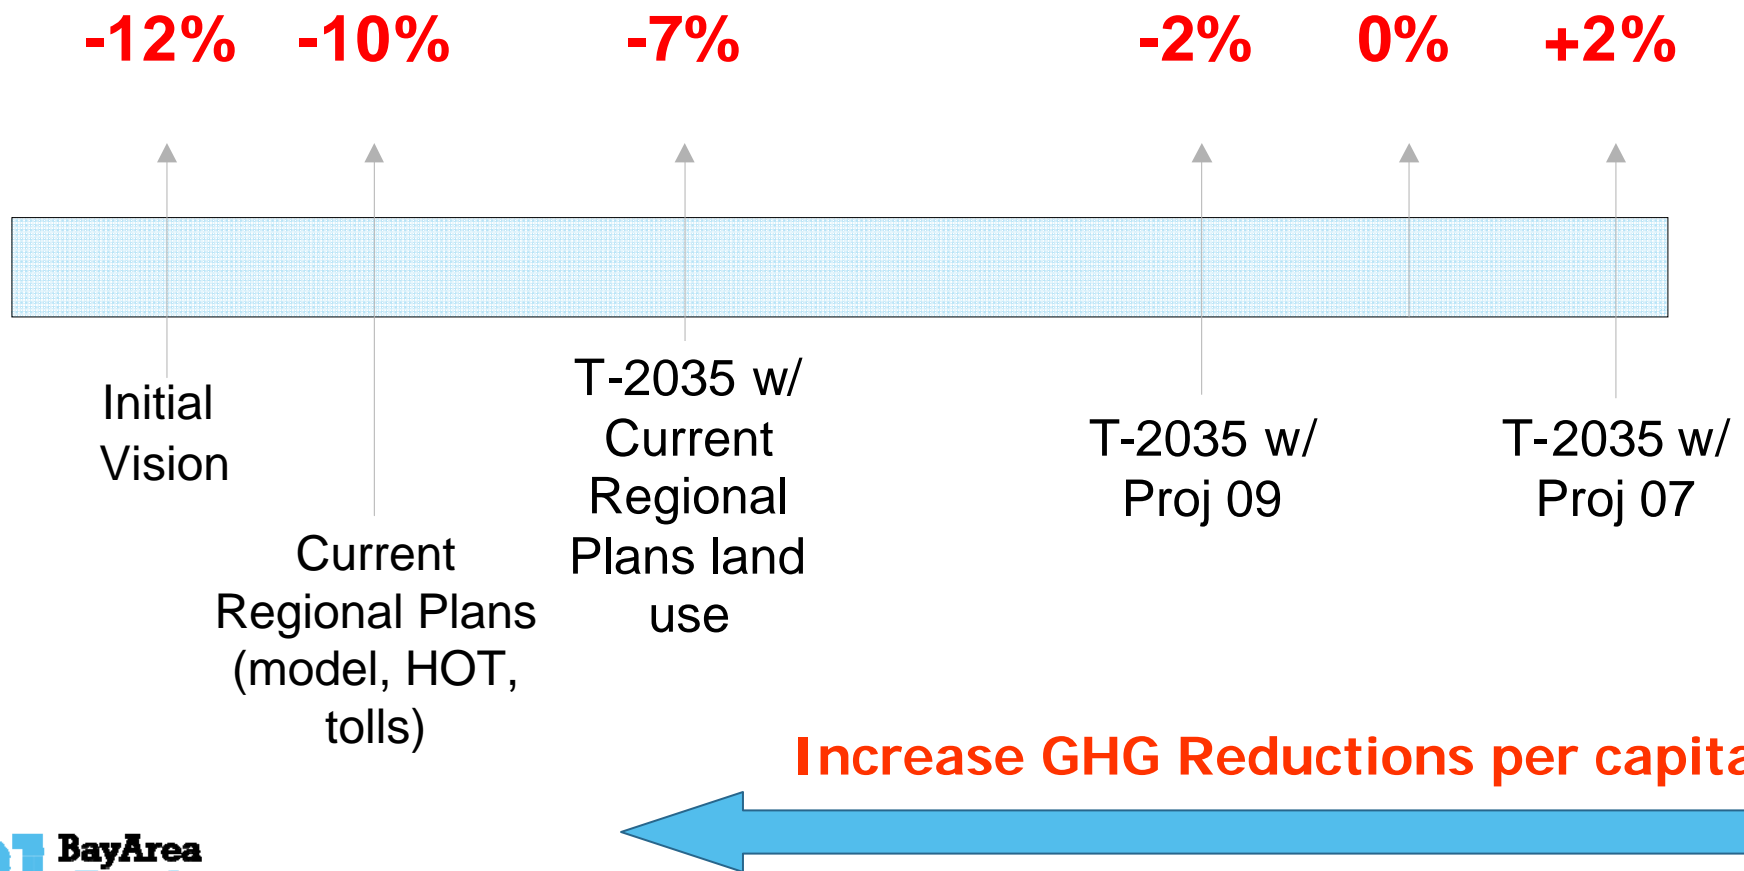 -12% -10% -7% -2% 0% +2%
Initial
Vision
Current
Regional Plans
(model, HOT,
tolls)
T-2035 w/
Current
Regional
Plans land
use
T-2035 w/
Proj 09
T-2035 w/
Proj 07
Increase GHG Reductions per capita
BayArea